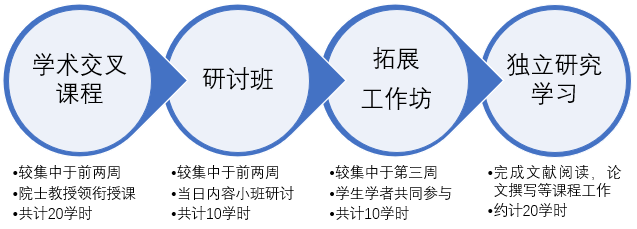 学术交叉
课程
研讨班
拓展
工作坊
独立研究
学习
•较集中于前两周
•院士教授领衔授课
•共计20学时
•较集中于前两周
•当日内容小班研讨
•共计10学时
•较集中于第三周
•学生学者共同参与
•共计10学时
•完成文献阅读，论
文撰写等课程工作
•约计20学时